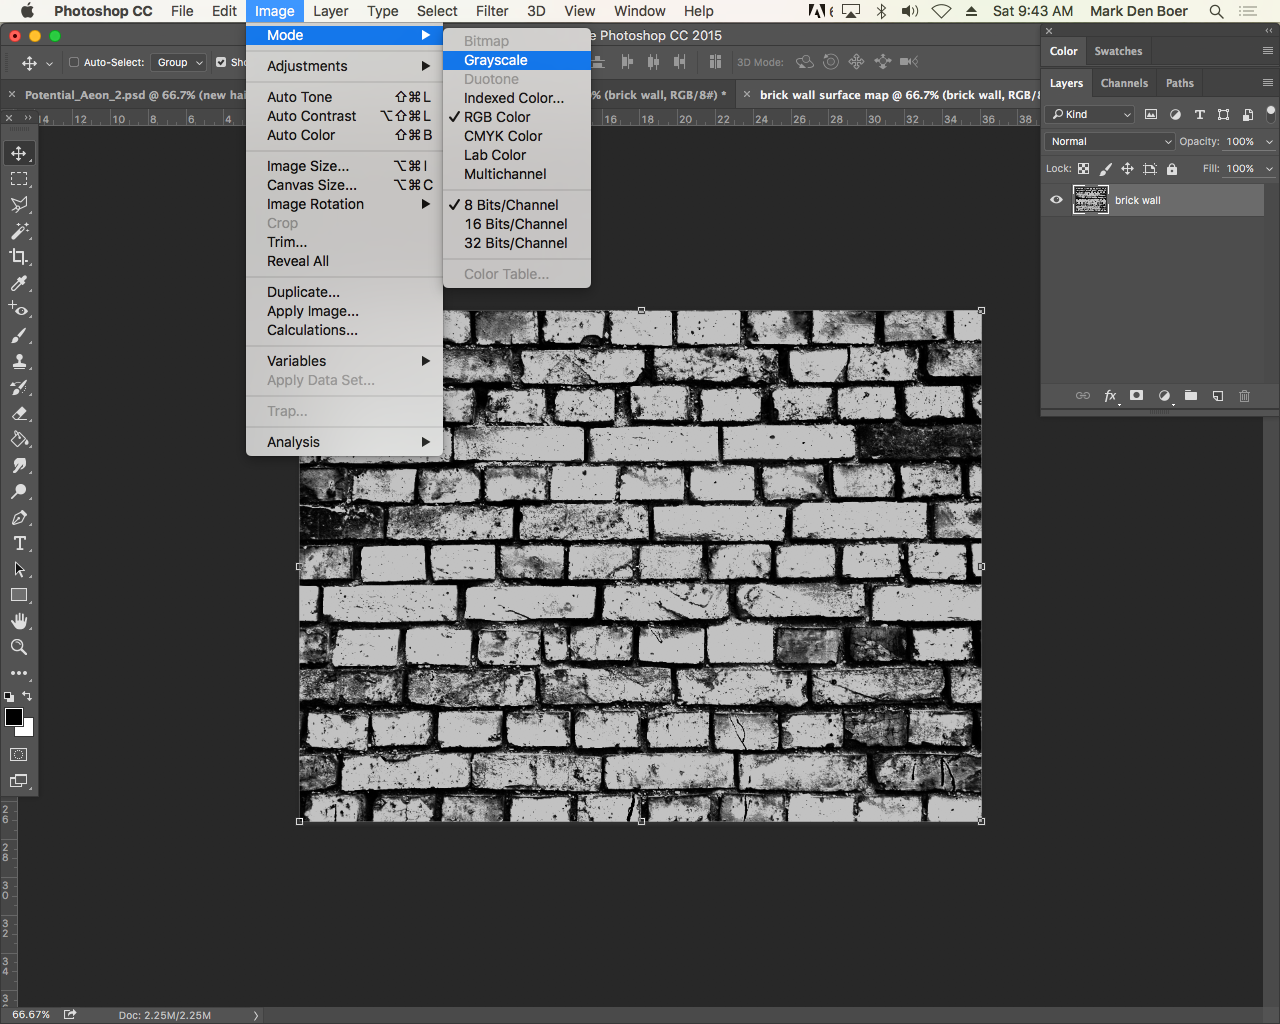 Photoshop CC File Edit Image Layer Type Select Filter 3D View Window Help 6 Sat 9:43 AM Mark Den Boer
Photoshop CC 2015
Auto-Select: Group
3D Mode:
Potential_Aeon_2.psd @ 66.7%
(brick wall, RGB/8#) *
brick wall surface map @ 66.7% (brick wall, RGB/8
14 12 10 8 6 4 16 18 20 22 24 26 28 30 32 34 36 38
Mode
Adjustments
Auto Tone ⇧⌘L
Auto Contrast ⌥⇧⌘L
Auto Color ⇧⌘B
Image Size... ⌥⌘I
Canvas Size... ⌥⌘C
Image Rotation
Crop
Trim...
Reveal All
Duplicate...
Apply Image...
Calculations...
Variables
Apply Data Set...
Trap...
Analysis
Bitmap
Grayscale
Duotone
Indexed Color...
✓ RGB Color
CMYK Color
Lab Color
Multichannel
✓ 8 Bits/Channel
16 Bits/Channel
32 Bits/Channel
Color Table...
Color Swatches
Layers Channels Paths
Kind
Normal Opacity: 100%
Lock: Fill: 100%
brick wall
fx
26
28
30
32
34
66.67% Doc: 2.25M/2.25M